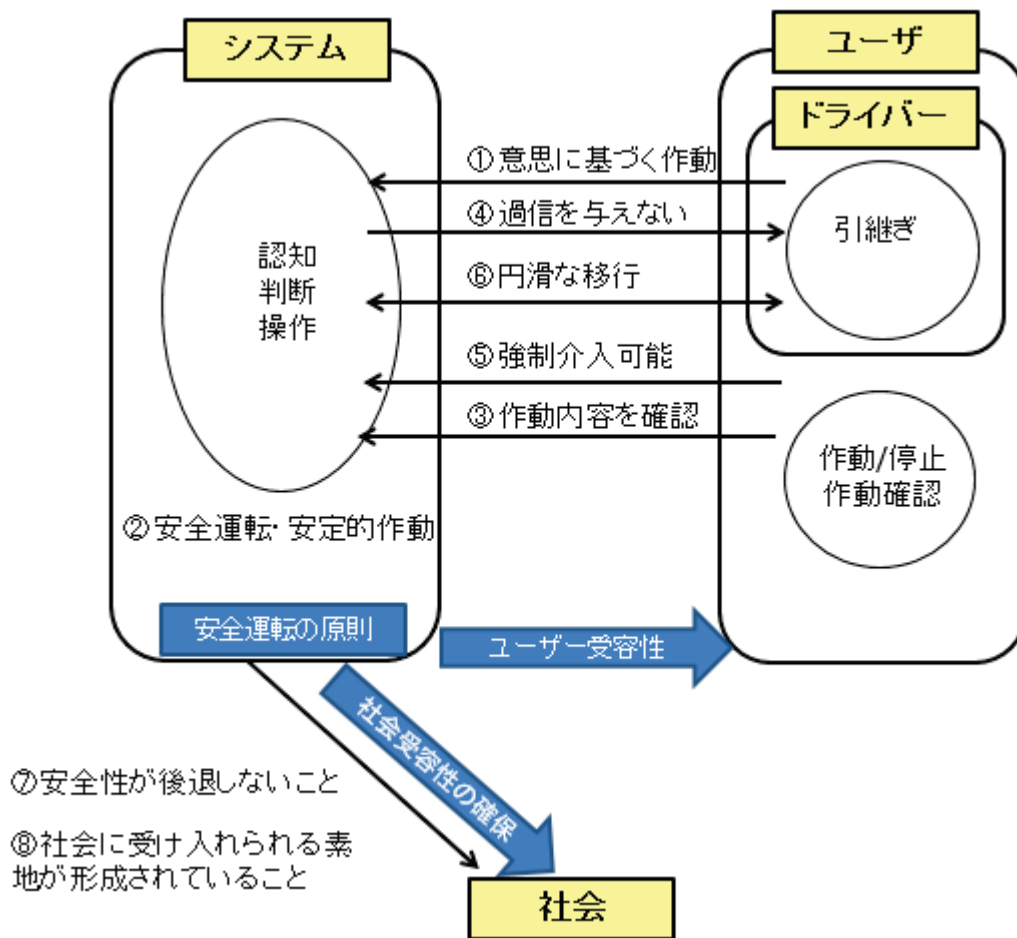 システム
ユーザ
ドライバー
①意思に基づく作動
④過信を与えない
引継ぎ
認知
判断
操作
⑥円滑な移行
⑤強制介入可能
③作動内容を確認
作動/停止
作動確認
②安全運転・安定的作動
安全運転の原則
ユーザー受容性
社会受容性の確保
⑦安全性が後退しないこと
⑧社会に受け入れられる素
地が形成されていること
社会